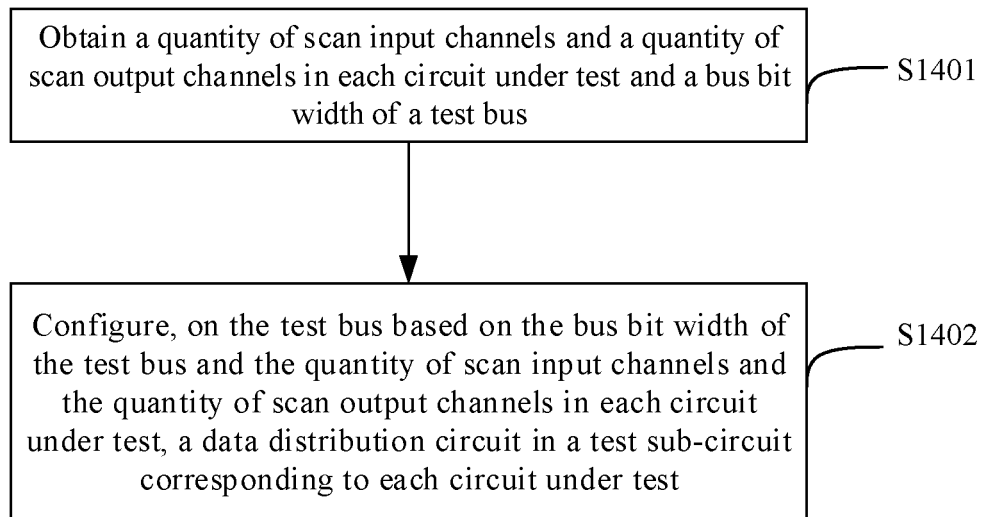 Obtain a quantity of scan input channels and a quantity of
scan output channels in each circuit under test and a bus bit
width of a test bus
S1401
Configure, on the test bus based on the bus bit width of
the test bus and the quantity of scan input channels and
the quantity of scan output channels in each circuit
under test, a data distribution circuit in a test sub-circuit
corresponding to each circuit under test
S1402